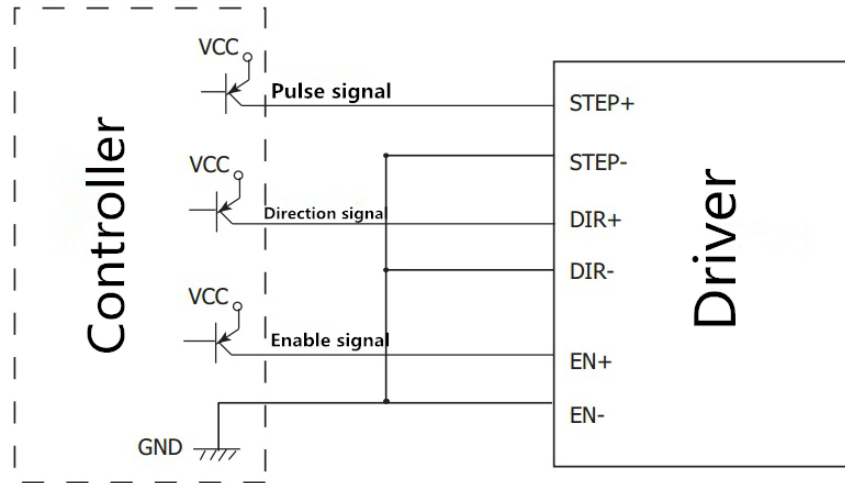 VCC
Pulse signal
STEP+
STEP-
VCC
Direction signal
DIR+
DIR-
VCC
Enable signal
EN+
EN-
GND
Controller
Driver